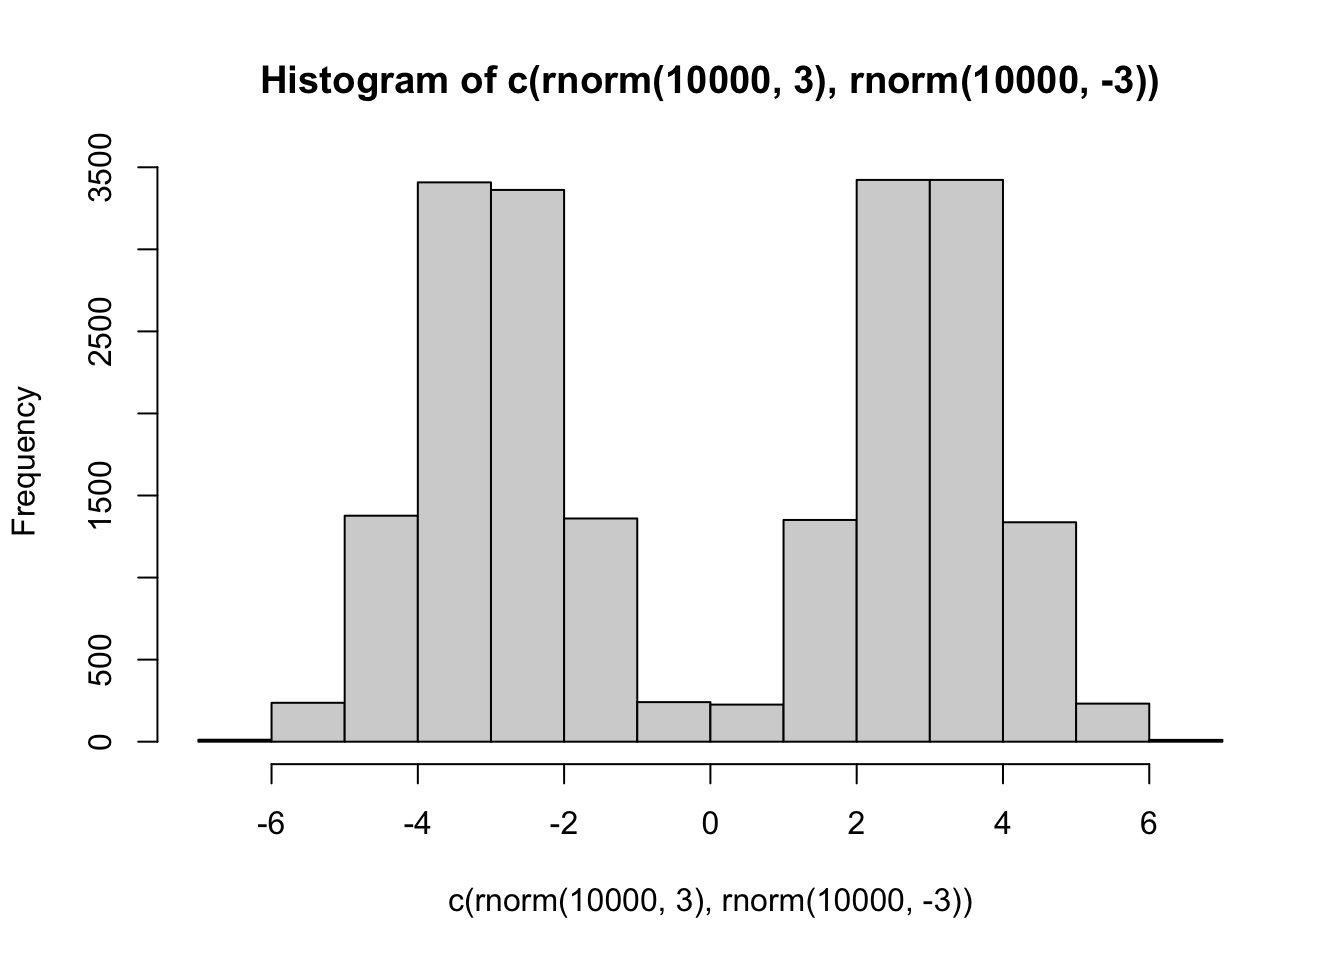 Histogram of c(rnorm(10000, 3), rnorm(10000, -3))
Frequency
3500
2500
1500
500
0
-6 -4 -2 0 2 4 6
c(rnorm(10000, 3), rnorm(10000, -3))